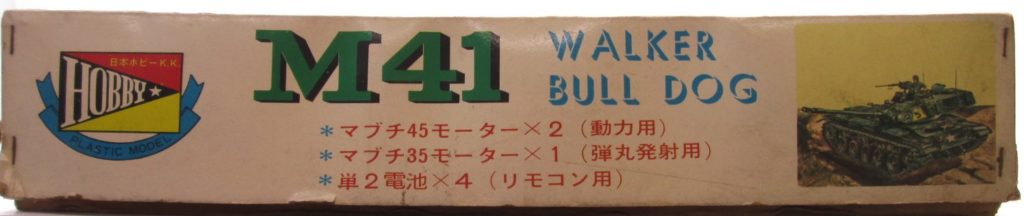 日本ホビーK.K.
HOBBY
PLASTIC MODEL
M41
WALKER
BULL DOG
*マブチ45モーター×2（動力用）
*マブチ35モーター×1（弾丸発射用）
*単2電池×4（リモコン用）